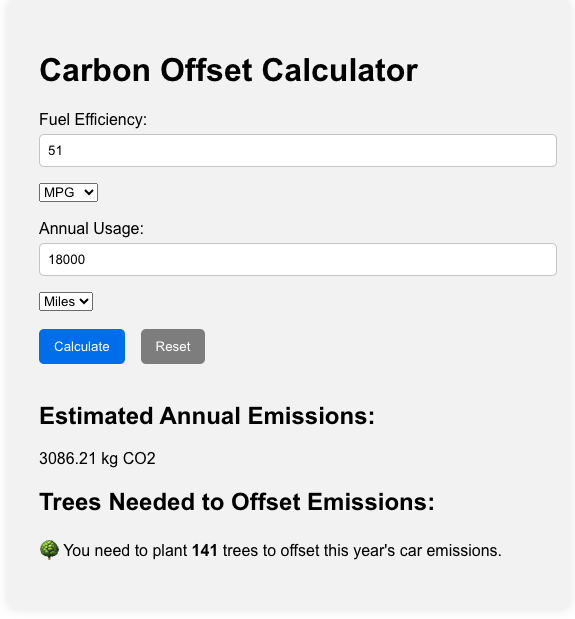 Carbon Offset Calculator
Fuel Efficiency:
51
MPG
Annual Usage:
18000
Miles
Calculate Reset
Estimated Annual Emissions:
3086.21 kg CO2
Trees Needed to Offset Emissions:
You need to plant 141 trees to offset this year's car emissions.